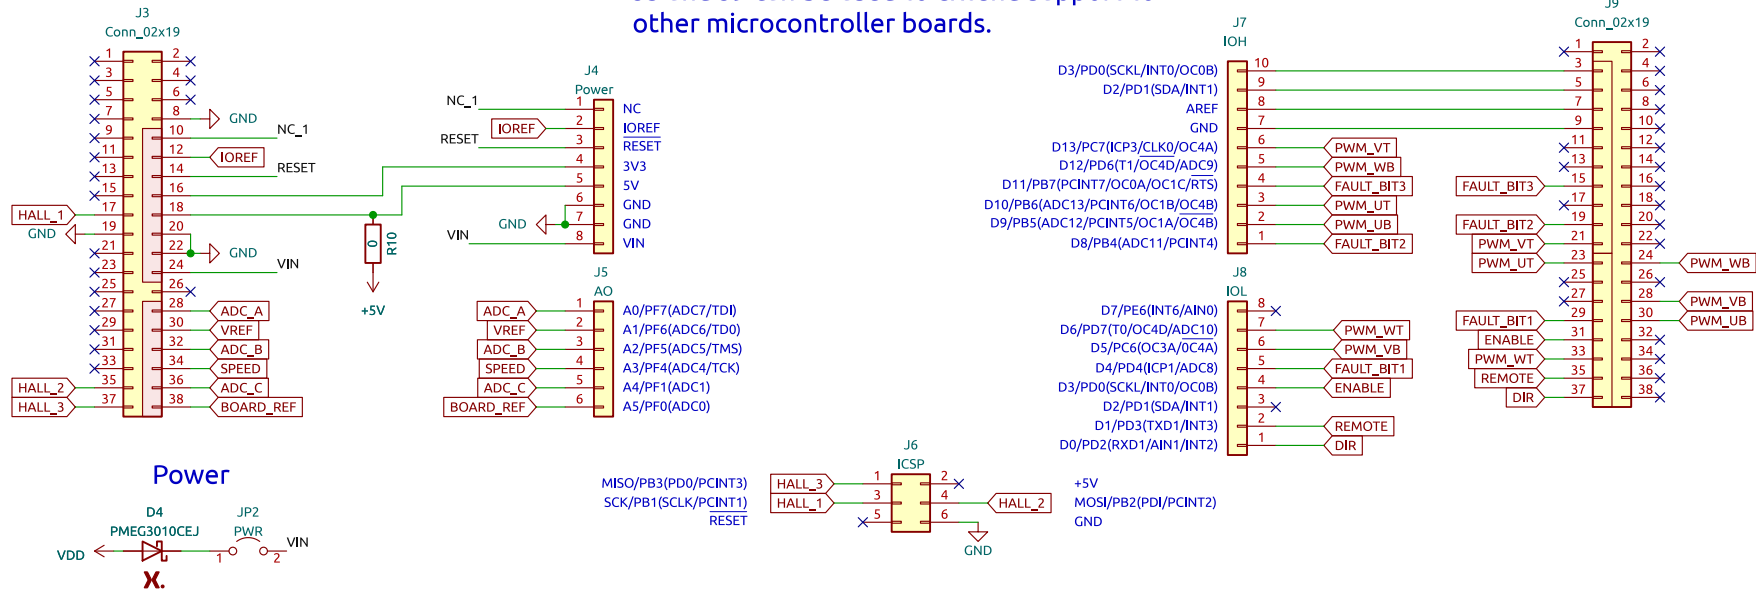 other microcontroller boards.
J3
Conn_02x19
1 2
3 4
5 6
7 8 GND
9 10 NC_1
11 12 IOREF
13 14 RESET
15 16
HALL_1 17 18
GND 19 20
21 22 GND
23 24 VIN
25 26
27 28 ADC_A
29 30 VREF
31 32 ADC_B
33 34 SPEED
HALL_2 35 36 ADC_C
HALL_3 37 38 BOARD_REF
0
R10
+5V
J4
Power
NC_1 1 NC
IOREF 2 IOREF
RESET 3 RESET
4 3V3
5 5V
6 GND
GND 7 GND
VIN 8 VIN
J5
AO
ADC_A 1 A0/PF7(ADC7/TDI)
VREF 2 A1/PF6(ADC6/TD0)
ADC_B 3 A2/PF5(ADC5/TMS)
SPEED 4 A3/PF4(ADC4/TCK)
ADC_C 5 A4/PF1(ADC1)
BOARD_REF 6 A5/PF0(ADC0)
J7
IOH
D3/PD0(SCKL/INT0/OC0B) 10
D2/PD1(SDA/INT1) 9
AREF 8
GND 7
D13/PC7(ICP3/CLK0/OC4A) 6 PWM_VT
D12/PD6(T1/OC4D/ADC9) 5 PWM_WB
D11/PB7(PCINT7/OC0A/OC1C/RTS) 4 FAULT_BIT3
D10/PB6(ADC13/PCINT6/OC1B/OC4B) 3 PWM_UT
D9/PB5(ADC12/PCINT5/OC1A/OC4B) 2 PWM_UB
D8/PB4(ADC11/PCINT4) 1 FAULT_BIT2
J8
IOL
D7/PE6(INT6/AIN0) 8
D6/PD7(T0/OC4D/ADC10) 7 PWM_WT
D5/PC6(OC3A/0C4A) 6 PWM_VB
D4/PD4(ICP1/ADC8) 5 FAULT_BIT1
D3/PD0(SCKL/INT0/OC0B) 4 ENABLE
D2/PD1(SDA/INT1) 3
D1/PD3(TXD1/INT3) 2 REMOTE
D0/PD2(RXD1/AIN1/INT2) 1 DIR
J9
Conn_02x19
1 2
3 4
5 6
7 8
9 10
11 12
13 14
FAULT_BIT3 15 16
17 18
FAULT_BIT2 19 20
PWM_VT 21 22
PWM_UT 23 24 PWM_WB
25 26
27 28 PWM_VB
FAULT_BIT1 29 30 PWM_UB
ENABLE 31 32
PWM_WT 33 34
REMOTE 35 36
DIR 37 38
J6
ICSP
MISO/PB3(PD0/PCINT3) HALL_3 1 2 +5V
SCK/PB1(SCLK/PCINT1) HALL_1 3 4 HALL_2 MOSI/PB2(PDI/PCINT2)
RESET 5 6 GND
GND
Power
D4
PMEG3010CEJ
JP2
PWR
VDD 1 2 VIN
X.